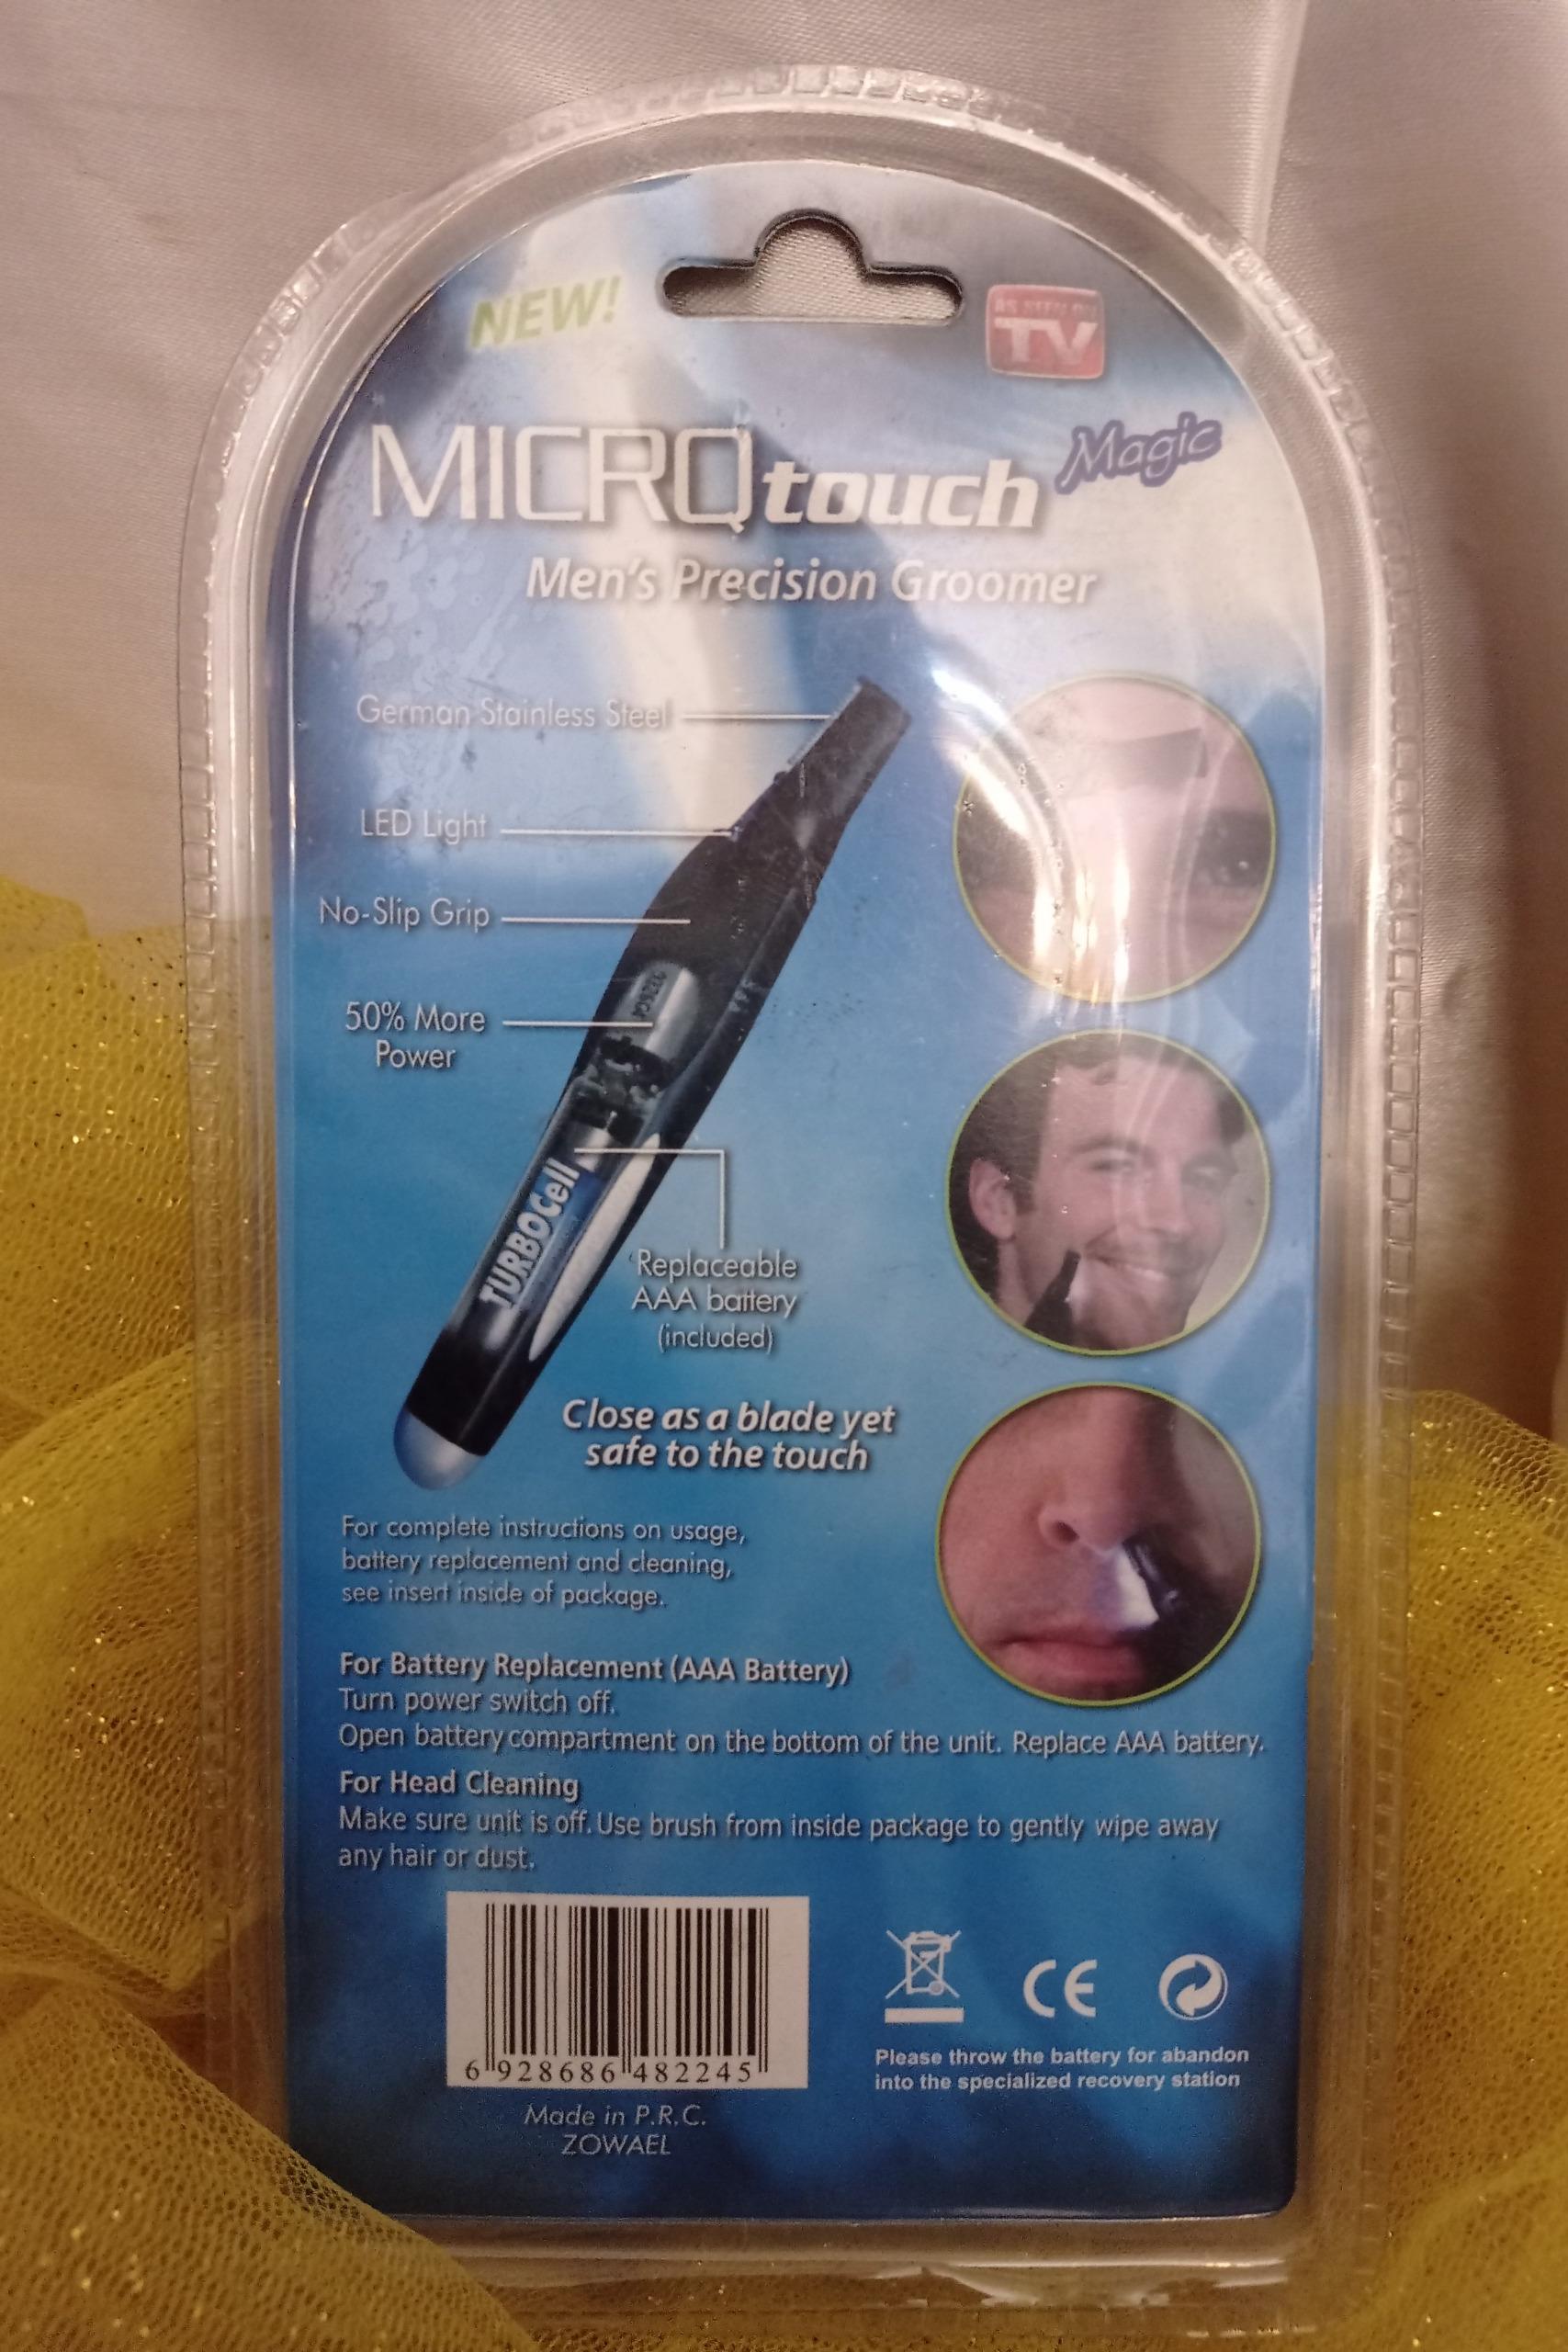 NEW!
AS SEEN ON
TV
MICROtouch Magic
Men's Precision Groomer
German Stainless Steel
LED Light
No-Slip Grip
50% More
Power
TURBOCell
Replaceable
AAA battery
(included)
Close as a blade yet
safe to the touch
For complete instructions on usage,
battery replacement and cleaning,
see insert inside of package.
For Battery Replacement (AAA Battery)
Turn power switch off.
Open battery compartment on the bottom of the unit. Replace AAA battery.
For Head Cleaning
Make sure unit is off. Use brush from inside package to gently wipe away
any hair or dust.
6 928686 482245
CE
Please throw the battery for abandon
into the specialized recovery station
Made in P.R.C.
ZOWAEL